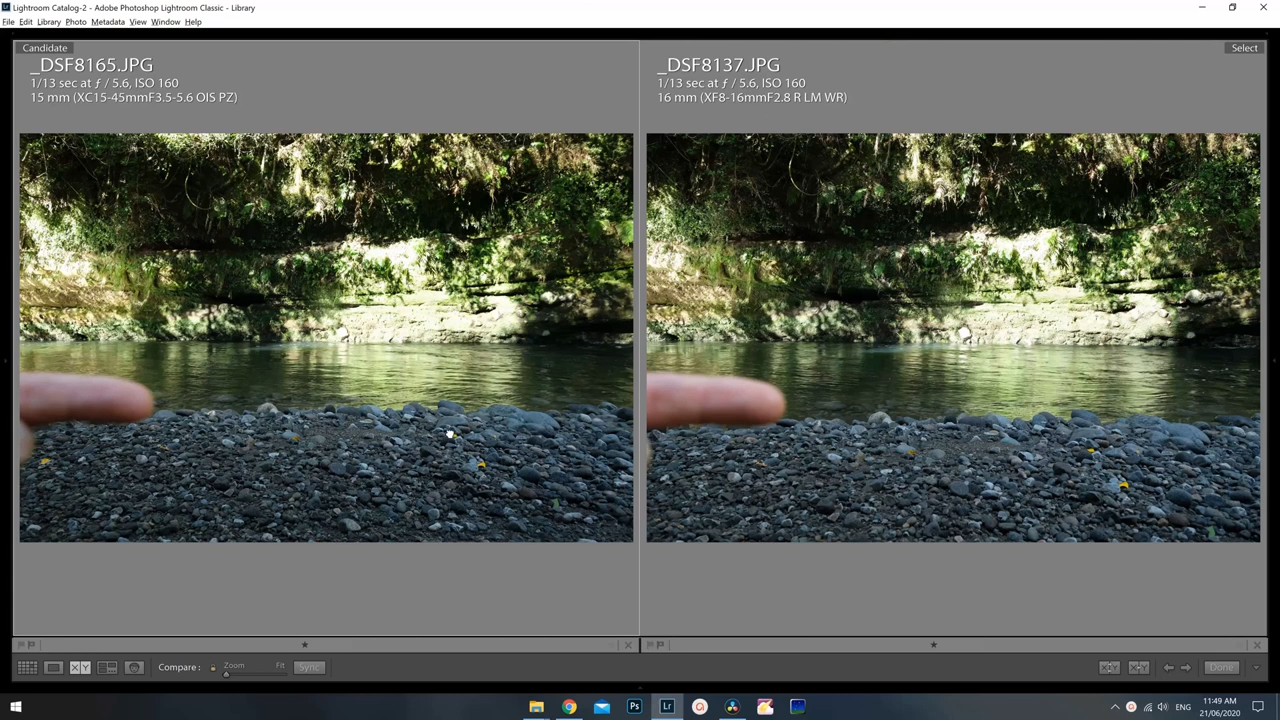 Lightroom Catalog-2 - Adobe Photoshop Lightroom Classic - Library
File Edit Library Photo Metadata View Window Help
Candidate
_DSF8165.JPG
1/13 sec at ƒ / 5.6, ISO 160
15 mm (XC15-45mmF3.5-5.6 OIS PZ)
Select
_DSF8137.JPG
1/13 sec at ƒ / 5.6, ISO 160
16 mm (XF8-16mmF2.8 R LM WR)
X Y Compare : Zoom Fit Sync Done
Ps Lr ENG 11:49 AM
21/06/2020